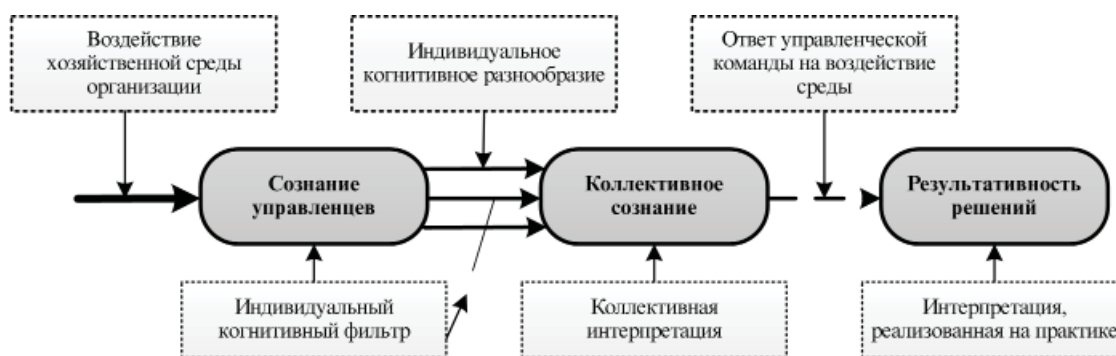 Воздействие
хозяйственной среды
организации
Индивидуальное
когнитивное разнообразие
Ответ управленческой
команды на воздействие
среды
Сознание
управленцев
Коллективное
сознание
Результативность
решений
Индивидуальный
когнитивный фильтр
Коллективная
интерпретация
Интерпретация,
реализованная на практике